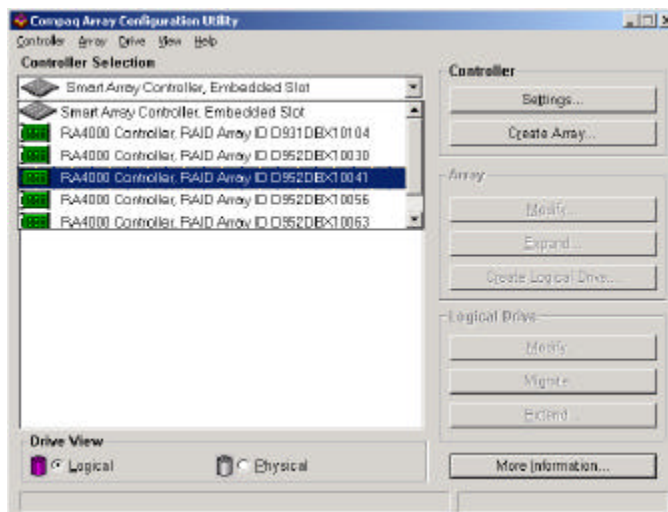 Compaq Array Configuration Utility
Controller Array Drive View Help
Controller Selection
Smart Array Controller, Embedded Slot
Smart Array Controller, Embedded Slot
RA4000 Controller, RAID Array ID D931DBX10104
RA4000 Controller, RAID Array ID D952DBX10030
RA4000 Controller, RAID Array ID D952DBX10041
RA4000 Controller, RAID Array ID D952DBX10056
RA4000 Controller, RAID Array ID D952DBX10063
Drive View
Logical Physical
Controller
Settings...
Create Array...
Array
Modify...
Expand...
Create Logical Drive...
Logical Drive
Modify...
Migrate...
Extend...
More Information...